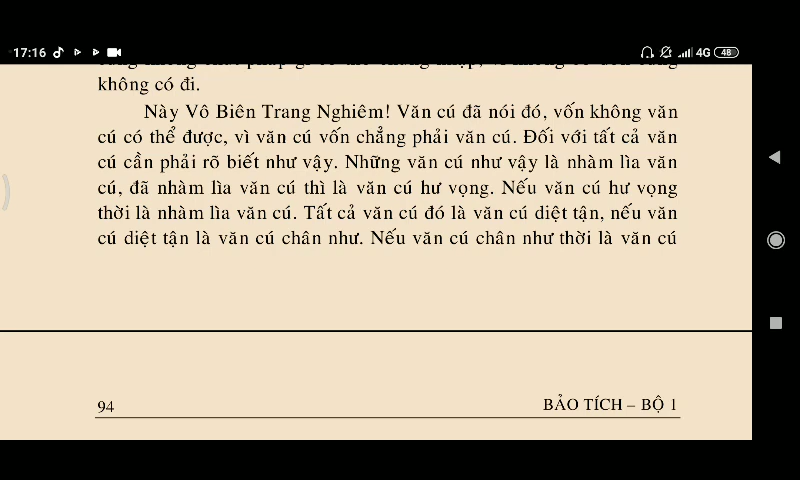 17:16
4G 48
không có đi.
Này Vô Biên Trang Nghiêm! Văn cú đã nói đó, vốn không văn
cú có thể được, vì văn cú vốn chẳng phải văn cú. Đối với tất cả văn
cú cần phải rõ biết như vậy. Những văn cú như vậy là nhàm lìa văn
cú, đã nhàm lìa văn cú thì là văn cú hư vọng. Nếu văn cú hư vọng
thời là nhàm lìa văn cú. Tất cả văn cú đó là văn cú diệt tận, nếu văn
cú diệt tận là văn cú chân như. Nếu văn cú chân như thời là văn cú
94
BẢO TÍCH – BỘ 1